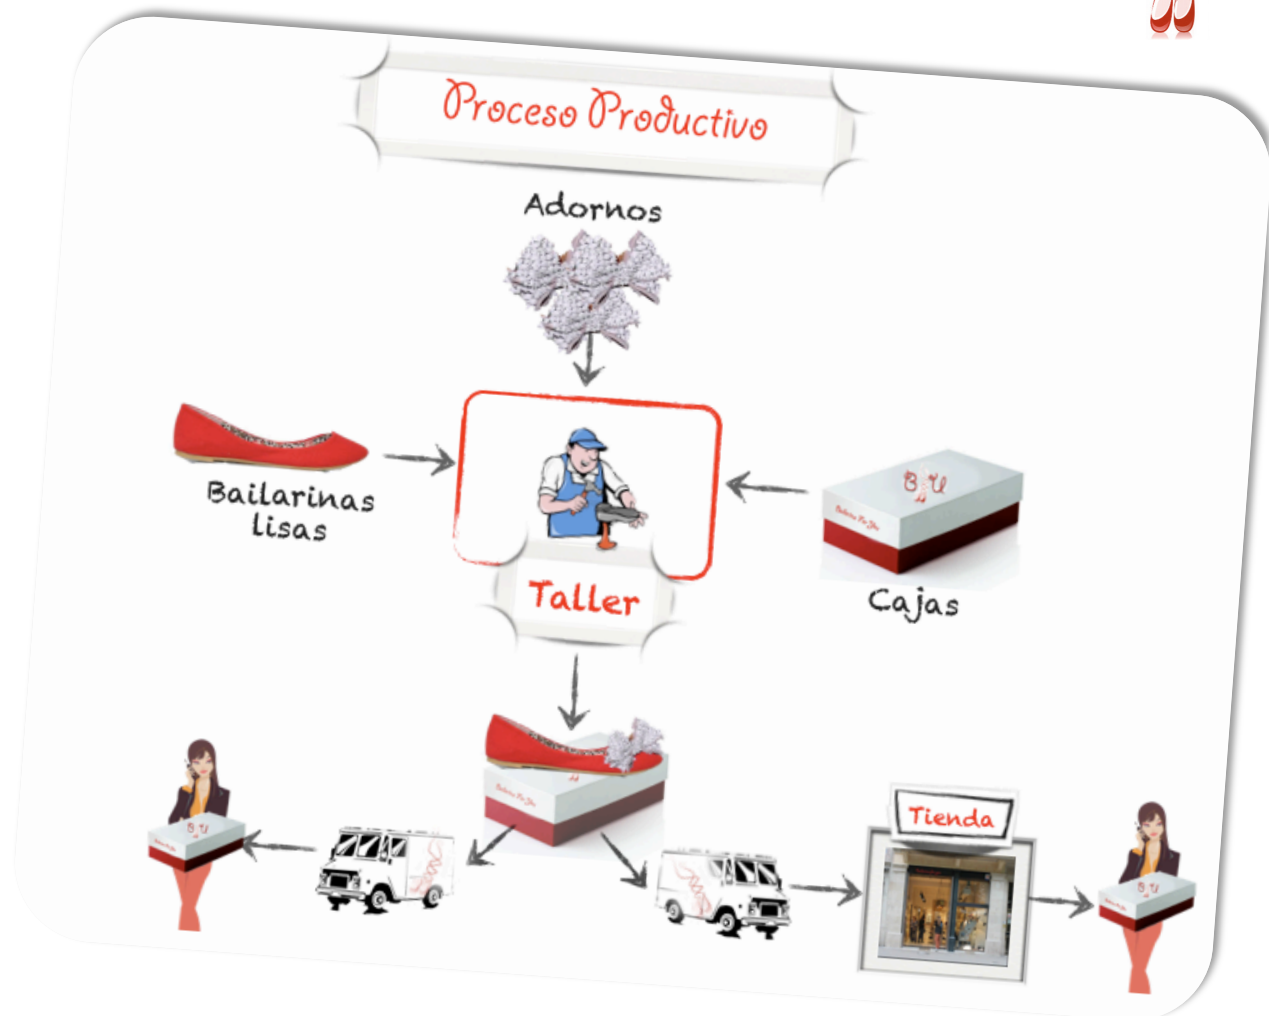 Proceso Productivo
Adornos
Bailarinas
lisas
B U
Cajas
Taller
Tienda